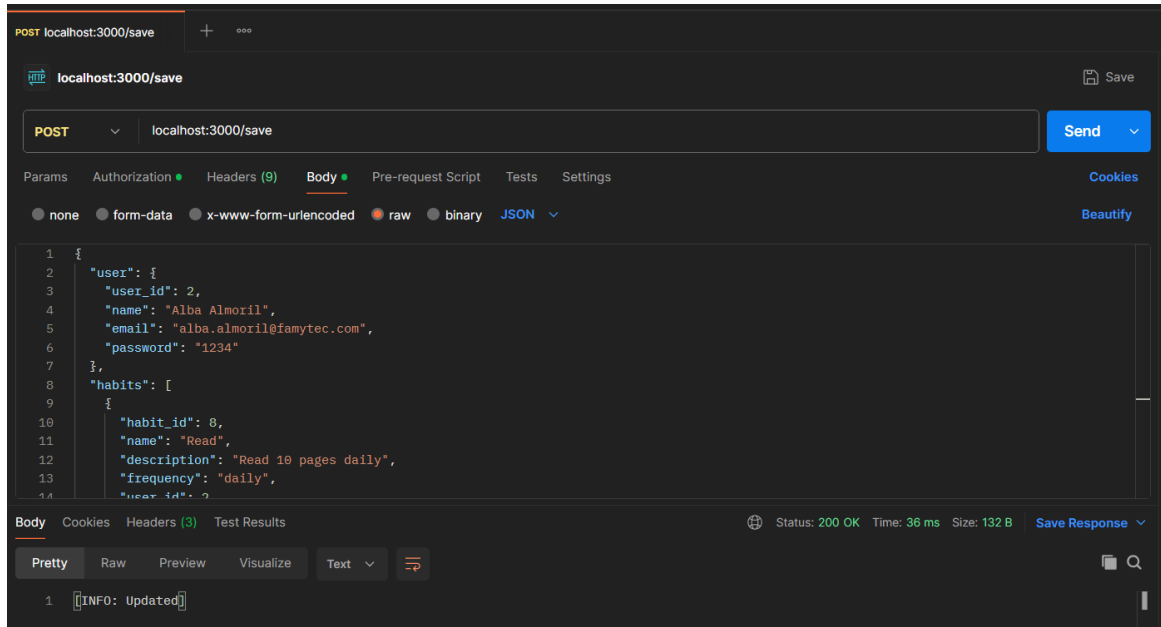 POST localhost:3000/save
HTTP localhost:3000/save Save
POST localhost:3000/save Send
Params Authorization Headers (9) Body Pre-request Script Tests Settings Cookies
none form-data x-www-form-urlencoded raw binary JSON Beautify
1 {
2 "user": {
3 "user_id": 2,
4 "name": "Alba Almoril",
5 "email": "alba.almoril@famytec.com",
6 "password": "1234"
7 },
8 "habits": [
9 {
10 "habit_id": 8,
11 "name": "Read",
12 "description": "Read 10 pages daily",
13 "frequency": "daily",
14 "user_id": 2
Body Cookies Headers (3) Test Results Status: 200 OK Time: 36 ms Size: 132 B Save Response
Pretty Raw Preview Visualize Text
1 [INFO: Updated]